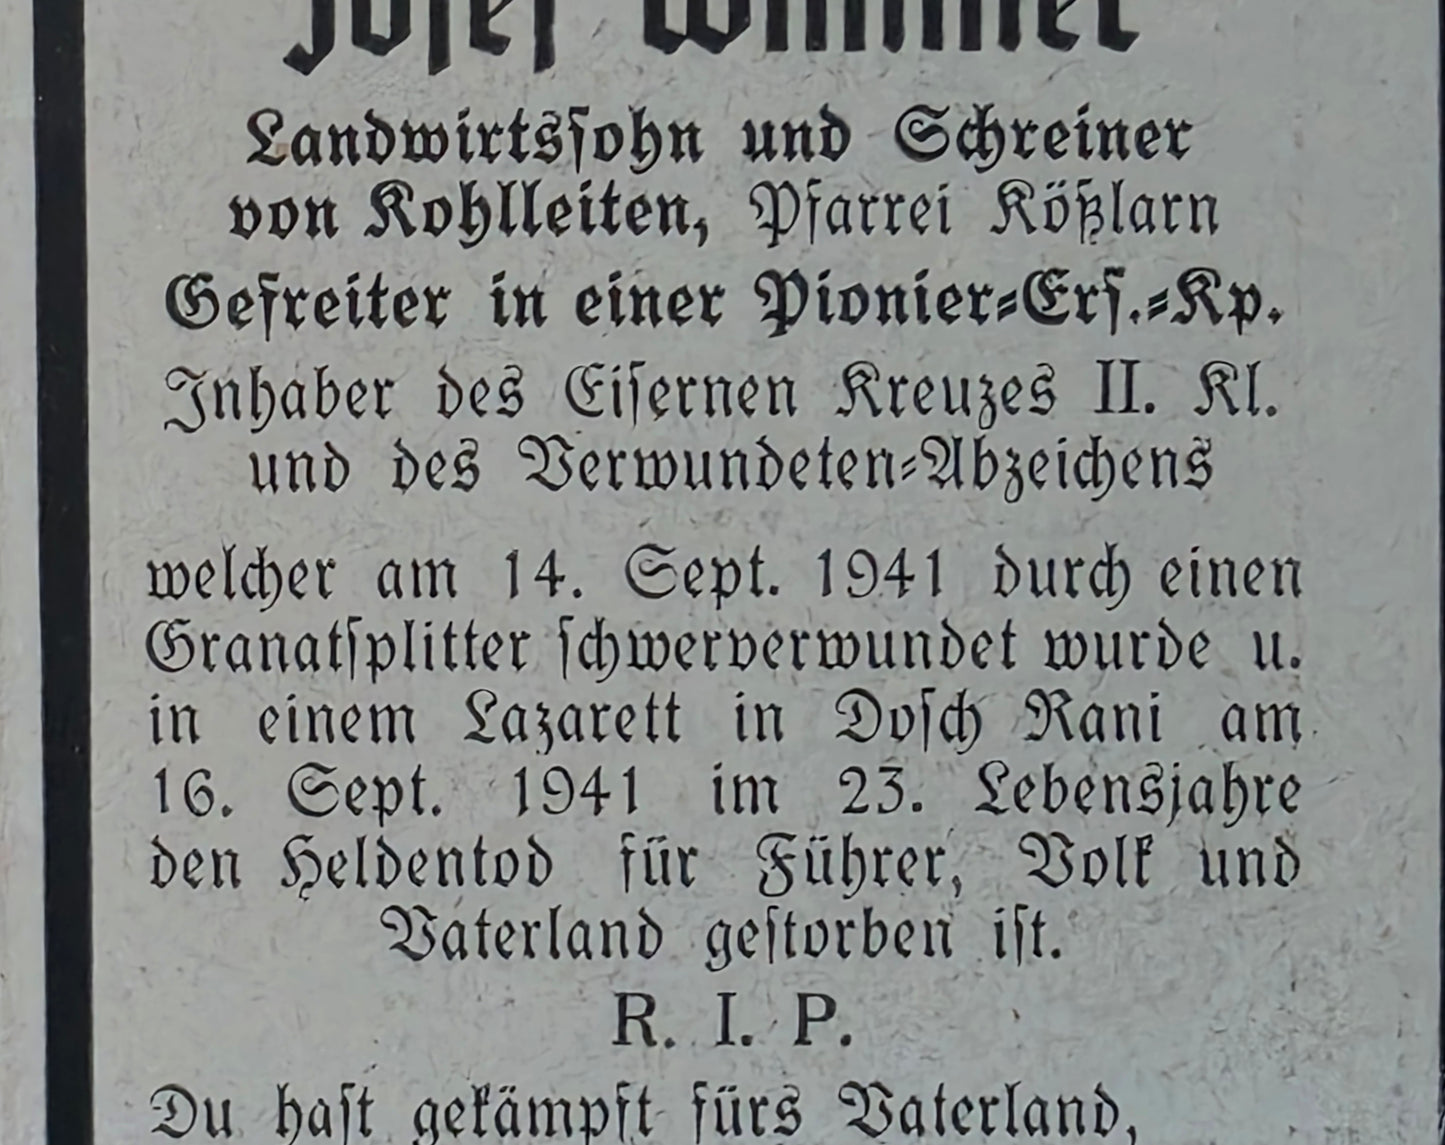 Josef Wimmer
Landwirtssohn und Schreiner
von Kohlleiten, Pfarrei Kößlarn
Gefreiter in einer Pionier-Ers.-Kp.
Inhaber des Eisernen Kreuzes II. Kl.
und des Verwundeten-Abzeichens
welcher am 14. Sept. 1941 durch einen
Granatsplitter schwerverwundet wurde u.
in einem Lazarett in Dosch Rani am
16. Sept. 1941 im 23. Lebensjahre
den Heldentod für Führer, Volk und
Vaterland gestorben ist.
R. I. P.
Du hast gekämpft fürs Vaterland,